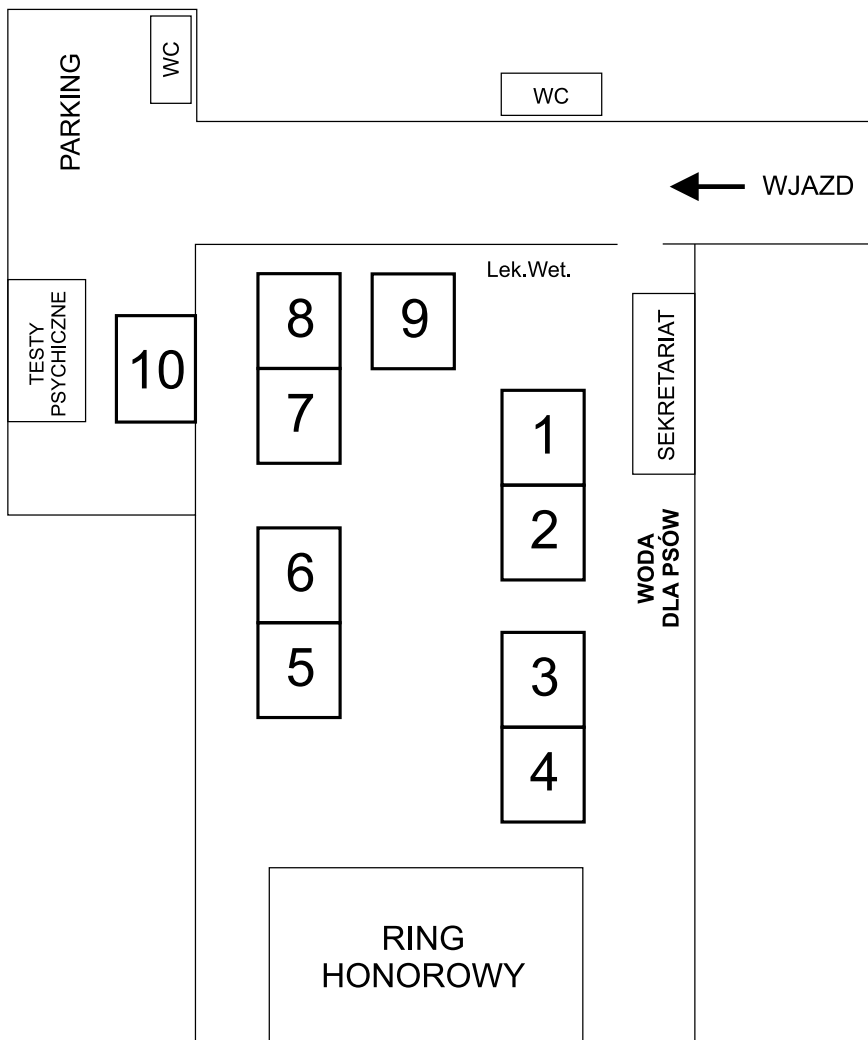 PARKING
WC
WC
WJAZD
Lek.Wet.
8
9
TESTY
PSYCHICZNE
10
SEKRETARIAT
7
1
2
WODA
DLA PSÓW
6
5
3
4
RING
HONOROWY